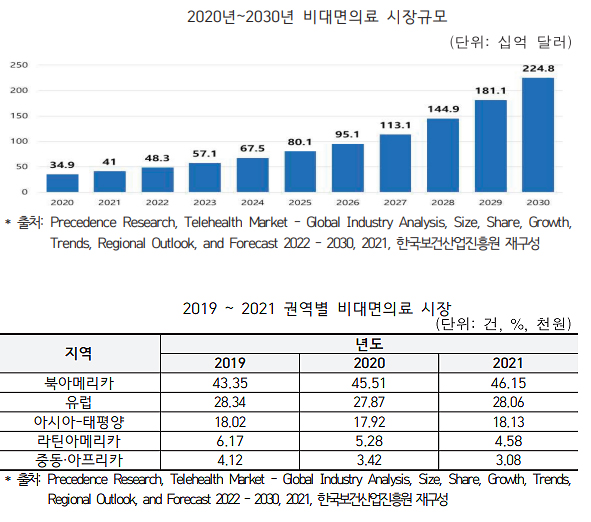 2020년~2030년 비대면의료 시장규모
(단위: 십억 달러)
250
200
150
100
50
0
34.9 41 48.3 57.1 67.5 80.1 95.1 113.1 144.9 181.1 224.8
2020 2021 2022 2023 2024 2025 2026 2027 2028 2029 2030
* 출처: Precedence Research, Telehealth Market - Global Industry Analysis, Size, Share, Growth,
Trends, Regional Outlook, and Forecast 2022 - 2030, 2021, 한국보건산업진흥원 재구성
2019 ~ 2021 권역별 비대면의료 시장
(단위: 건, %, 천원)
지역 년도
2019 2020 2021
북아메리카 43.35 45.51 46.15
유럽 28.34 27.87 28.06
아시아-태평양 18.02 17.92 18.13
라틴아메리카 6.17 5.28 4.58
중동·아프리카 4.12 3.42 3.08
* 출처: Precedence Research, Telehealth Market - Global Industry Analysis, Size, Share, Growth, Trends,
Regional Outlook, and Forecast 2022 - 2030, 2021, 한국보건산업진흥원 재구성